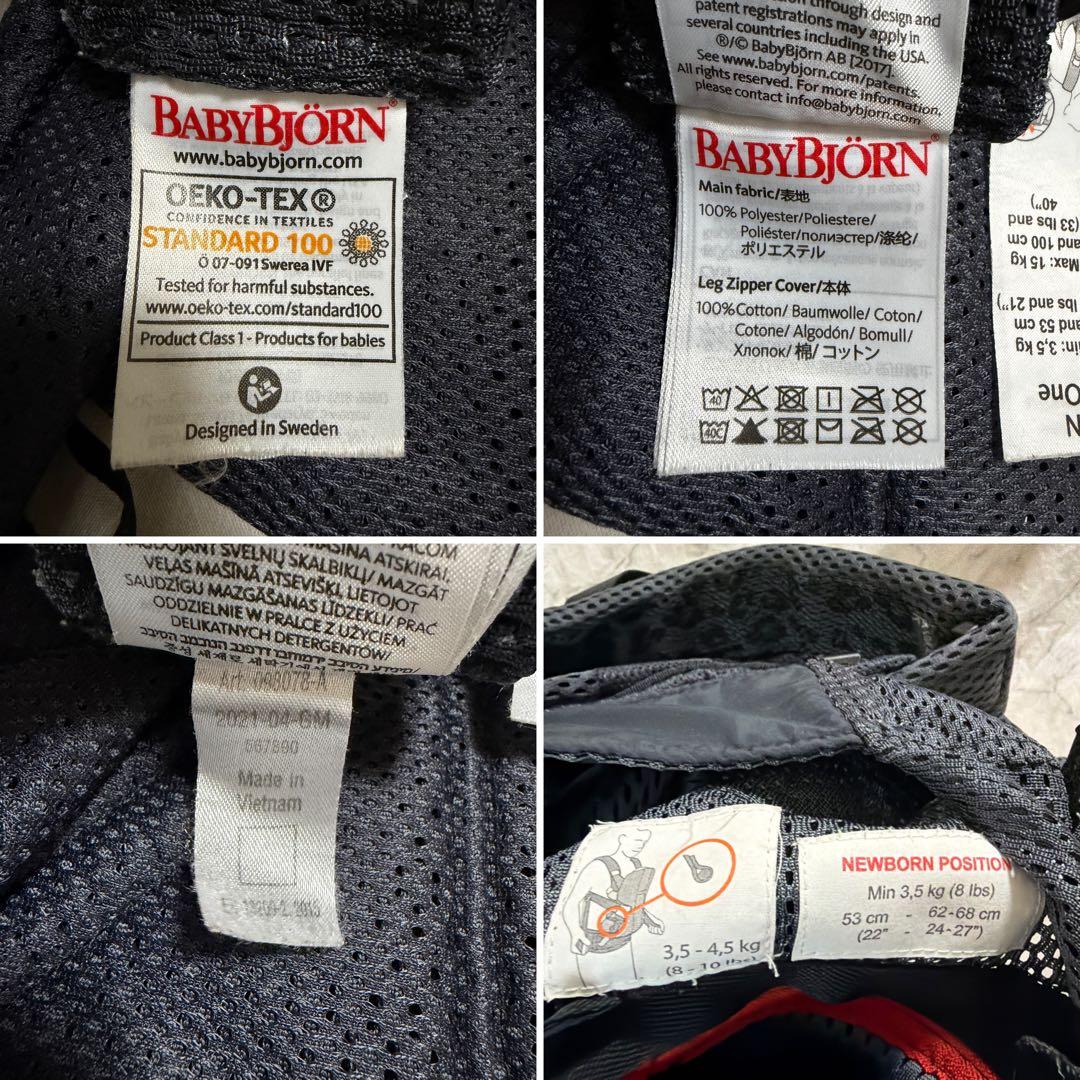 BABYBJÖRN®
www.babybjorn.com
OEKO-TEX®
CONFIDENCE IN TEXTILES
STANDARD 100
Ö 07-091 Swerea IVF
Tested for harmful substances.
www.oeko-tex.com/standard100
Product Class 1 - Products for babies
Designed in Sweden
through design and
patent registrations may apply in
several countries including the USA.
®/© BabyBjörn AB [2017].
See www.babybjorn.com/patents.
All rights reserved. For more information,
please contact info@babybjorn.com
BABYBJÖRN®
Main fabric/表地
100% Polyester/Poliestere/
Poliéster/полиэстер/涤纶/
ポリエステル
Leg Zipper Cover/本体
100%Cotton/ Baumwolle/ Coton/
Cotone/ Algodón/ Bomull/
Хлопок/ 棉/ コットン
40
40C
N
One
in: 3,5 kg
and 53 cm
lbs and 21")
Max: 15 kg
and 100 cm
(33 lbs and
40")
SVELNŲ
SKALBIKLĮ/ MAZGĀT
VEĻAS MAŠĪNĀ ATSEVIŠĶI, LIETOJOT
SAUDZĪGU MAZGĀŠANAS LĪDZEKLI/ PRAĆ
ODDZIELNIE W PRALCE Z UŻYCIEM
DELIKATNYCH DETERGENTÓW/
Made in
Vietnam
3,5 - 4,5 kg
(8 - 10 lbs)
NEWBORN POSITION
Min 3,5 kg (8 lbs)
53 cm - 62-68 cm
(22" - 24-27")